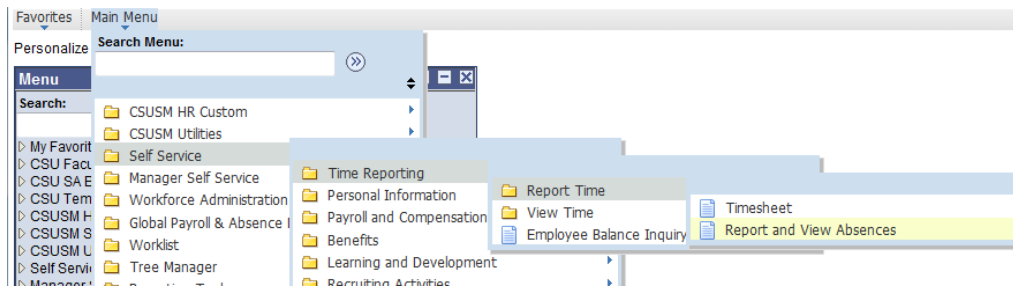 Favorites Main Menu
Personalize
Search Menu:
Menu
Search:
CSUSM HR Custom
CSUSM Utilities
Self Service
Manager Self Service
Workforce Administration
Global Payroll & Absence
Worklist
Tree Manager
My Favorit
CSU Facu
CSU SA E
CSU Tem
CSUSM H
CSUSM S
CSUSM U
Self Servi
Manager
Time Reporting
Personal Information
Payroll and Compensation
Benefits
Learning and Development
Recruiting Activities
Report Time
View Time
Employee Balance Inquiry
Timesheet
Report and View Absences